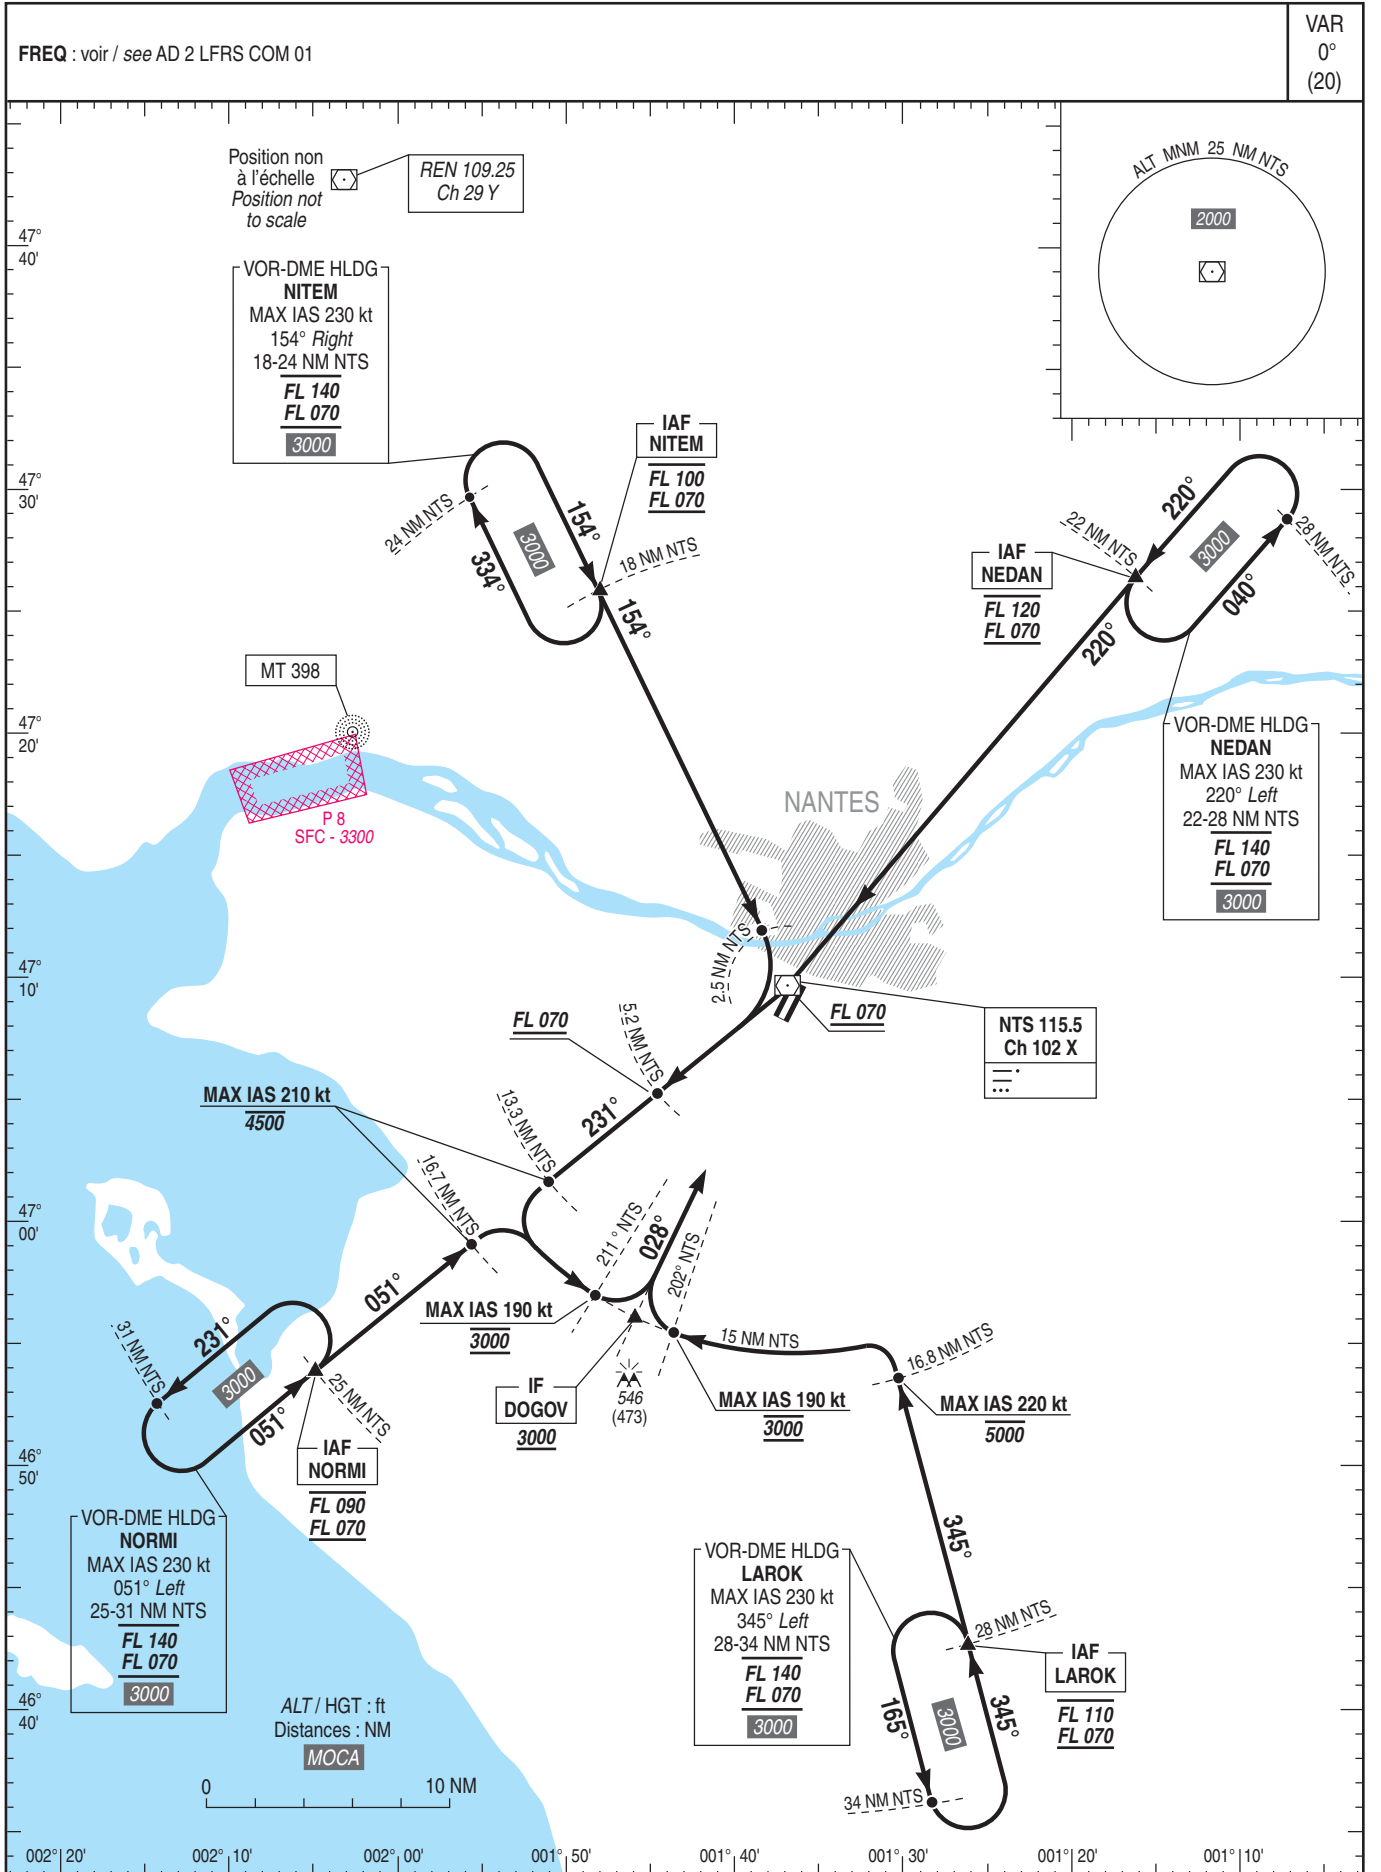 FREQ : voir / see AD 2 LFRS COM 01
VAR
0°
(20)
Position non
à l'échelle
Position not
to scale
REN 109.25
Ch 29 Y
ALT MNM 25 NM NTS
2000
47°
40'
VOR-DME HLDG
NITEM
MAX IAS 230 kt
154° Right
18-24 NM NTS
FL 140
FL 070
3000
IAF
NITEM
FL 100
FL 070
47°
30'
24 NM NTS
154°
3000
334°
18 NM NTS
154°
220°
22 NM NTS
28 NM NTS
3000
040°
220°
IAF
NEDAN
FL 120
FL 070
MT 398
47°
20'
P 8
SFC - 3300
NANTES
VOR-DME HLDG
NEDAN
MAX IAS 230 kt
220° Left
22-28 NM NTS
FL 140
FL 070
3000
47°
10'
2.5 NM NTS
FL 070
FL 070
NTS 115.5
Ch 102 X
5.2 NM NTS
MAX IAS 210 kt
4500
13.3 NM NTS
231°
16.7 NM NTS
47°
00'
211° NTS
028°
202° NTS
051°
MAX IAS 190 kt
3000
15 NM NTS
16.8 NM NTS
231°
31 NM NTS
3000
051°
25 NM NTS
IF
DOGOV
3000
546
(473)
MAX IAS 190 kt
3000
MAX IAS 220 kt
5000
46°
50'
IAF
NORMI
FL 090
FL 070
VOR-DME HLDG
NORMI
MAX IAS 230 kt
051° Left
25-31 NM NTS
FL 140
FL 070
3000
345°
VOR-DME HLDG
LAROK
MAX IAS 230 kt
345° Left
28-34 NM NTS
FL 140
FL 070
3000
28 NM NTS
IAF
LAROK
FL 110
FL 070
165°
3000
345°
34 NM NTS
46°
40'
ALT / HGT : ft
Distances : NM
MOCA
0
10 NM
002° 20'
002° 10'
002° 00'
001° 50'
001° 40'
001° 30'
001° 20'
001° 10'